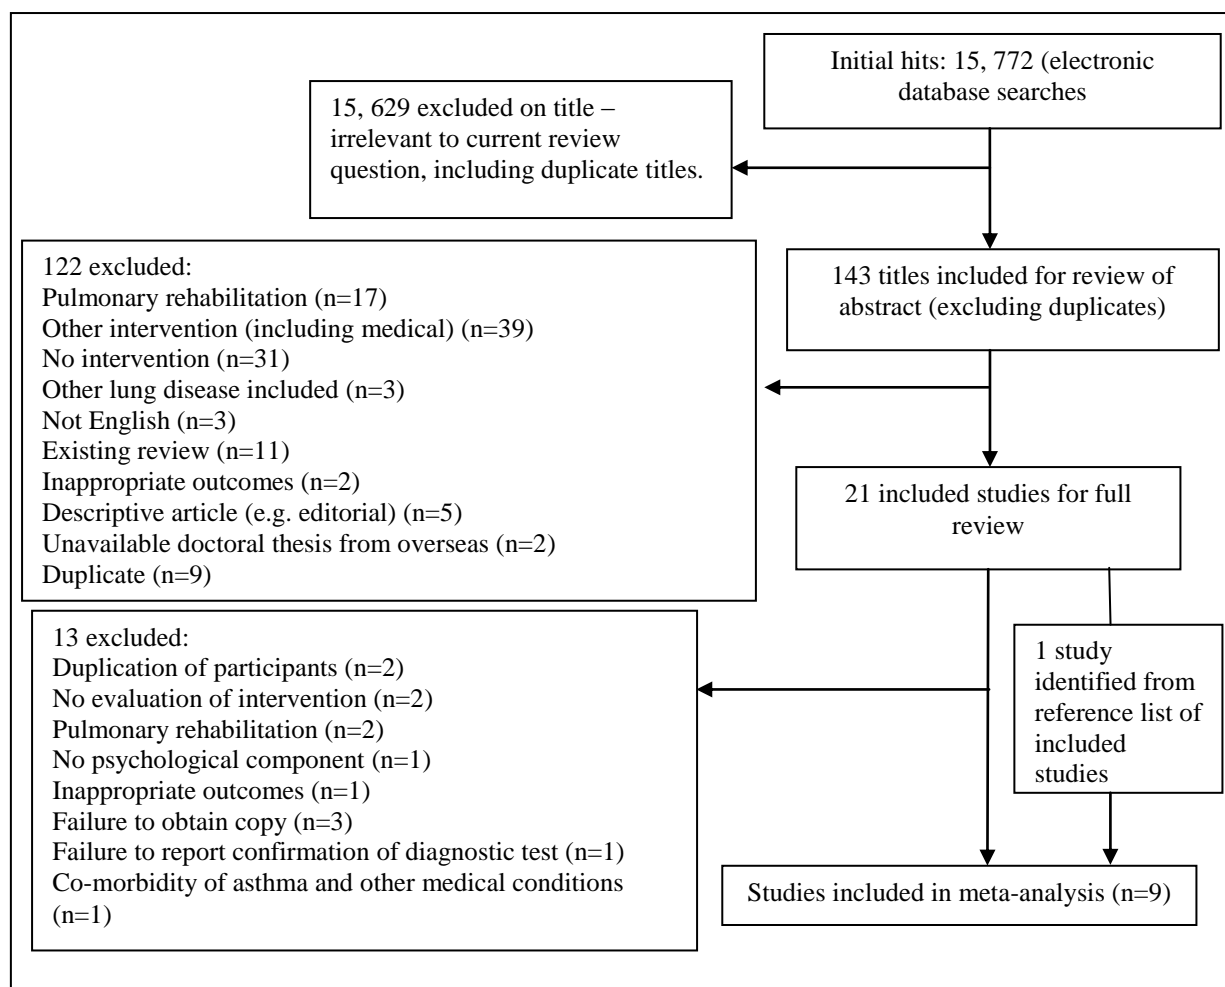 Initial hits: 15, 772 (electronic
database searches
15, 629 excluded on title –
irrelevant to current review
question, including duplicate titles.
143 titles included for review of
abstract (excluding duplicates)
122 excluded:
Pulmonary rehabilitation (n=17)
Other intervention (including medical) (n=39)
No intervention (n=31)
Other lung disease included (n=3)
Not English (n=3)
Existing review (n=11)
Inappropriate outcomes (n=2)
Descriptive article (e.g. editorial) (n=5)
Unavailable doctoral thesis from overseas (n=2)
Duplicate (n=9)
21 included studies for full
review
13 excluded:
Duplication of participants (n=2)
No evaluation of intervention (n=2)
Pulmonary rehabilitation (n=2)
No psychological component (n=1)
Inappropriate outcomes (n=1)
Failure to obtain copy (n=3)
Failure to report confirmation of diagnostic test (n=1)
Co-morbidity of asthma and other medical conditions
(n=1)
1 study
identified from
reference list of
included
studies
Studies included in meta-analysis (n=9)